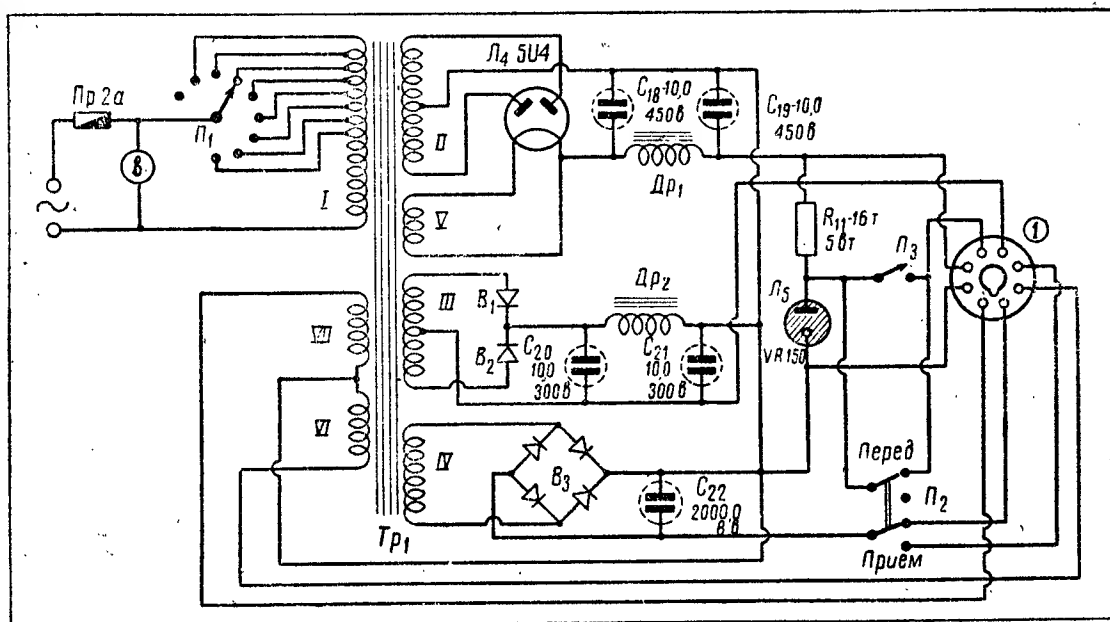 Пр 2а
П₁
в
I
II
V
III
IV
VII
VI
Тр₁
Л₄ 5U4
C₁₈-10,0
450в
C₁₉-10,0
450в
Др₁
R₁₁-16т
5вт
П₃
1
Л₅
VR150
Др₂
В₁
В₂
C₂₀
10,0
300в
C₂₁
10,0
300в
В₃
C₂₂
2000,0
Перед
П₂
Прием